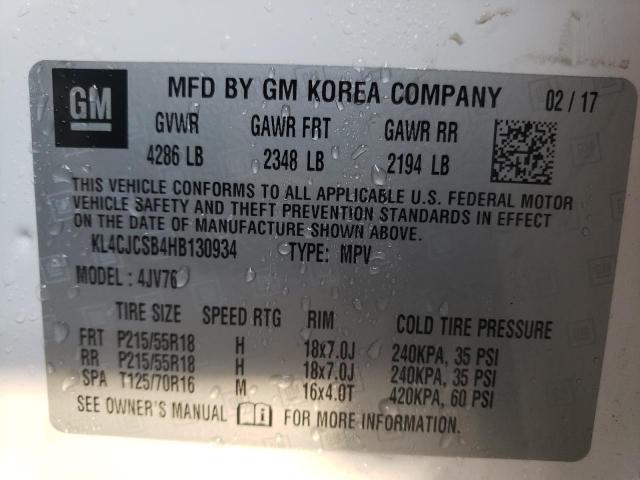 GM
MFD BY GM KOREA COMPANY 02 / 17
GVWR GAWR FRT GAWR RR
4286 LB 2348 LB 2194 LB
THIS VEHICLE CONFORMS TO ALL APPLICABLE U.S. FEDERAL MOTOR
VEHICLE SAFETY AND THEFT PREVENTION STANDARDS IN EFFECT
ON THE DATE OF MANUFACTURE SHOWN ABOVE.
KL4CJCSB4HB130934 TYPE: MPV
MODEL : 4JV76
TIRE SIZE SPEED RTG RIM COLD TIRE PRESSURE
FRT P215/55R18 H 18x7.0J 240KPA, 35 PSI
RR P215/55R18 H 18x7.0J 240KPA, 35 PSI
SPA T125/70R16 M 16x4.0T 420KPA, 60 PSI
SEE OWNER'S MANUAL FOR MORE INFORMATION